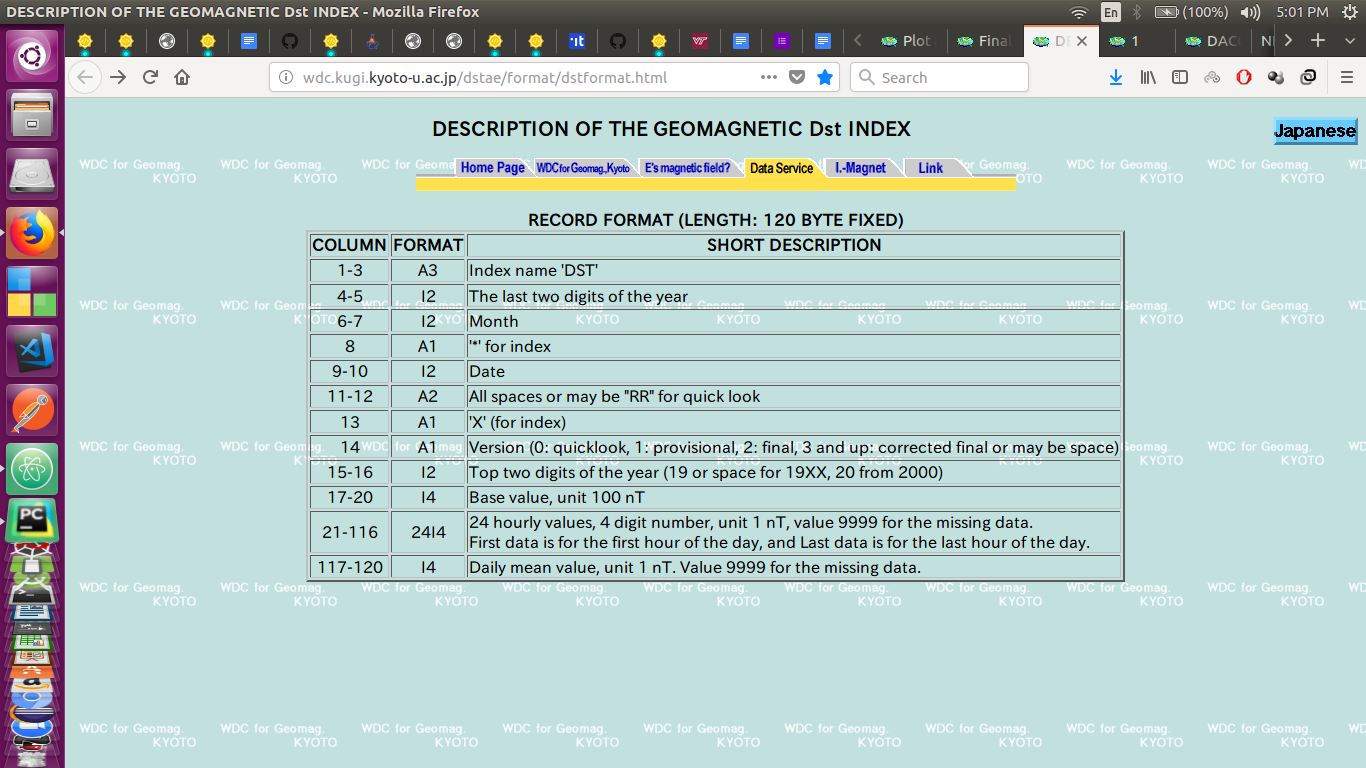 DESCRIPTION OF THE GEOMAGNETIC Dst INDEX - Mozilla Firefox
En
(100%)
5:01 PM
Plot
Final
DE
1
DAC
wdc.kugi.kyoto-u.ac.jp/dstae/format/dstformat.html
Search
DESCRIPTION OF THE GEOMAGNETIC Dst INDEX
Japanese
Home Page
WDC for Geomag., Kyoto
E's magnetic field?
Data Service
I.-Magnet
Link
RECORD FORMAT (LENGTH: 120 BYTE FIXED)
COLUMN FORMAT SHORT DESCRIPTION
1-3 A3 Index name 'DST'
4-5 I2 The last two digits of the year
6-7 I2 Month
8 A1 '*' for index
9-10 I2 Date
11-12 A2 All spaces or may be "RR" for quick look
13 A1 'X' (for index)
14 A1 Version (0: quicklook, 1: provisional, 2: final, 3 and up: corrected final or may be space)
15-16 I2 Top two digits of the year (19 or space for 19XX, 20 from 2000)
17-20 I4 Base value, unit 100 nT
21-116 24I4 24 hourly values, 4 digit number, unit 1 nT, value 9999 for the missing data.
First data is for the first hour of the day, and Last data is for the last hour of the day.
117-120 I4 Daily mean value, unit 1 nT. Value 9999 for the missing data.
WDC for Geomag.
KYOTO
PC